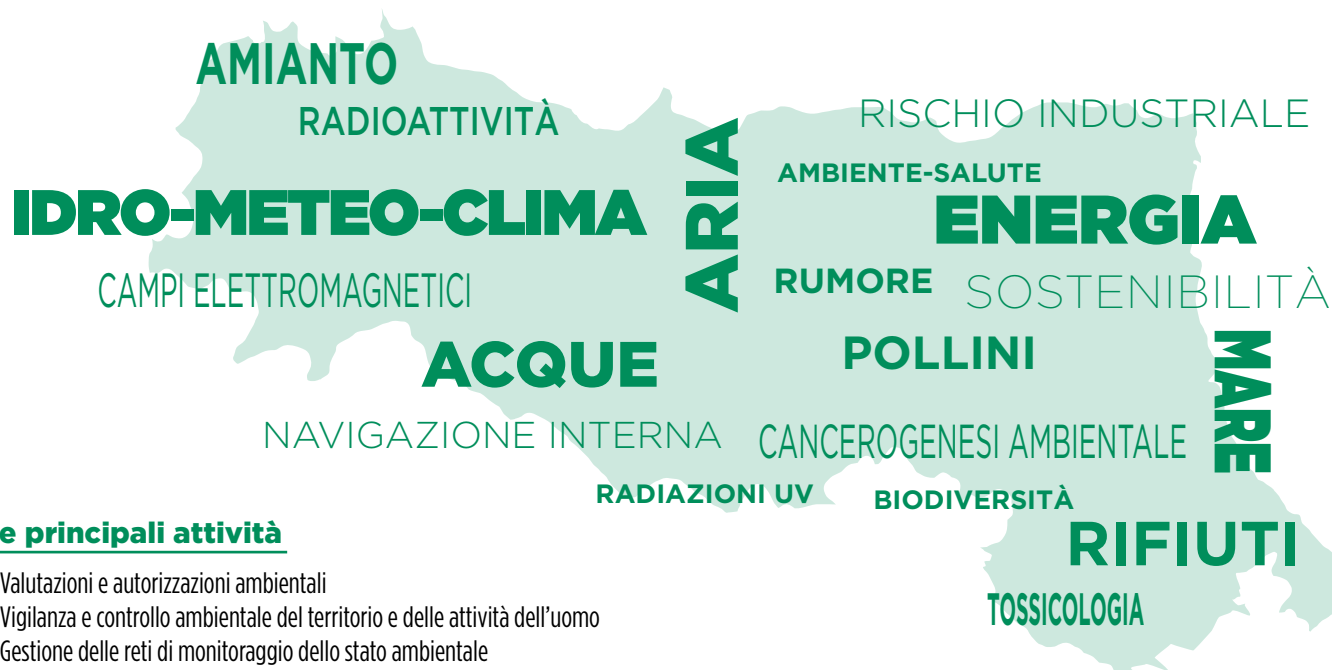 AMIANTO
RADIOATTIVITÀ
RISCHIO INDUSTRIALE
ARIA
AMBIENTE-SALUTE
IDRO-METEO-CLIMA
ENERGIA
CAMPI ELETTROMAGNETICI
RUMORE
SOSTENIBILITÀ
ACQUE
POLLINI
MARE
NAVIGAZIONE INTERNA
CANCEROGENESI AMBIENTALE
RADIAZIONI UV
BIODIVERSITÀ
RIFIUTI
TOSSICOLOGIA
e principali attività
Valutazioni e autorizzazioni ambientali
Vigilanza e controllo ambientale del territorio e delle attività dell'uomo
Gestione delle reti di monitoraggio dello stato ambientale